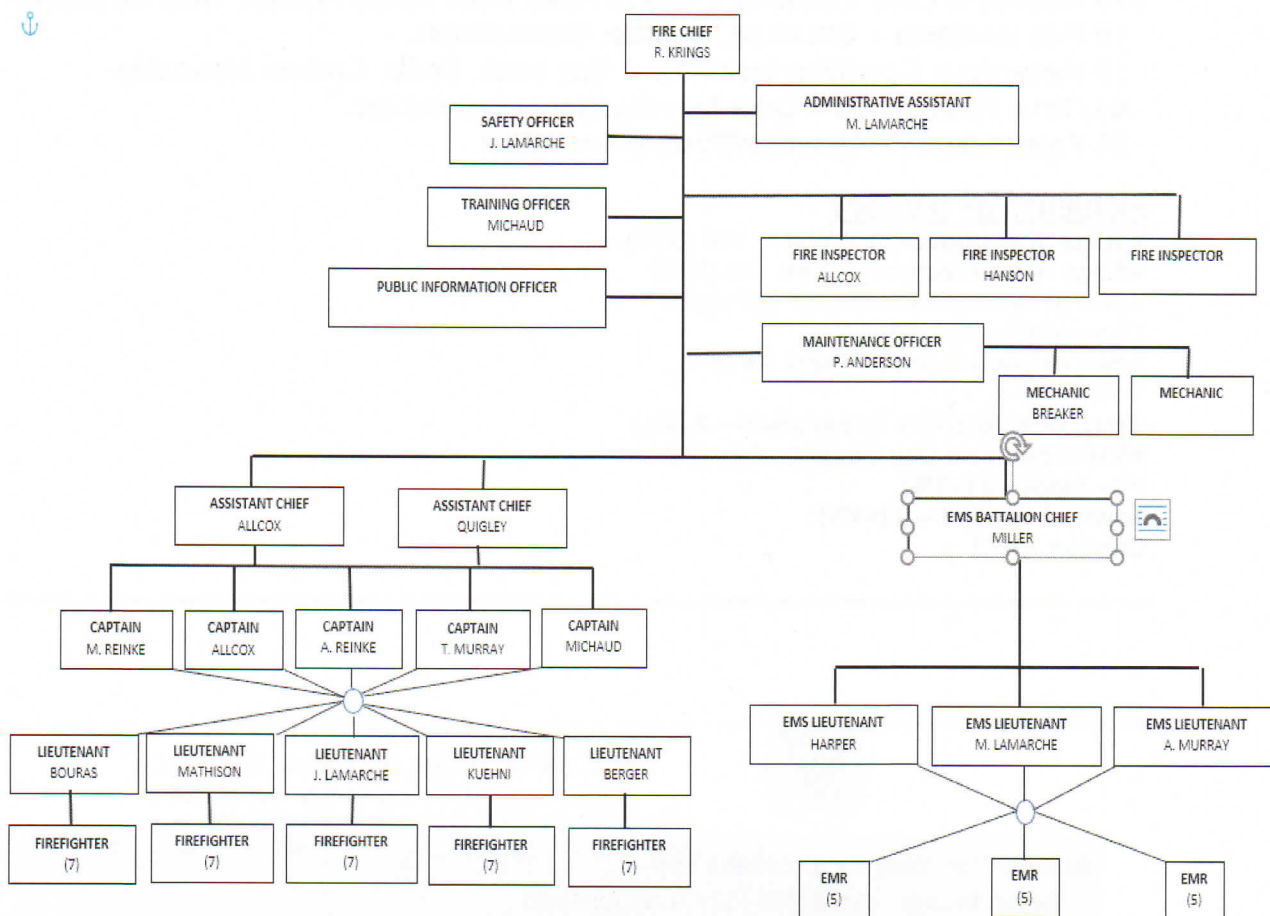 FIRE CHIEF
R. KRINGS
ADMINISTRATIVE ASSISTANT
M. LAMARCHE
SAFETY OFFICER
J. LAMARCHE
TRAINING OFFICER
MICHAUD
FIRE INSPECTOR
ALLCOX
FIRE INSPECTOR
HANSON
FIRE INSPECTOR
PUBLIC INFORMATION OFFICER
MAINTENANCE OFFICER
P. ANDERSON
MECHANIC
BREAKER
MECHANIC
ASSISTANT CHIEF
ALLCOX
ASSISTANT CHIEF
QUIGLEY
EMS BATTALION CHIEF
MILLER
CAPTAIN
M. REINKE
CAPTAIN
ALLCOX
CAPTAIN
A. REINKE
CAPTAIN
T. MURRAY
CAPTAIN
MICHAUD
LIEUTENANT
BOURAS
LIEUTENANT
MATHISON
LIEUTENANT
J. LAMARCHE
LIEUTENANT
KUEHNI
LIEUTENANT
BERGER
EMS LIEUTENANT
HARPER
EMS LIEUTENANT
M. LAMARCHE
EMS LIEUTENANT
A. MURRAY
FIREFIGHTER
(7)
FIREFIGHTER
(7)
FIREFIGHTER
(7)
FIREFIGHTER
(7)
FIREFIGHTER
(7)
EMR
(5)
EMR
(5)
EMR
(5)